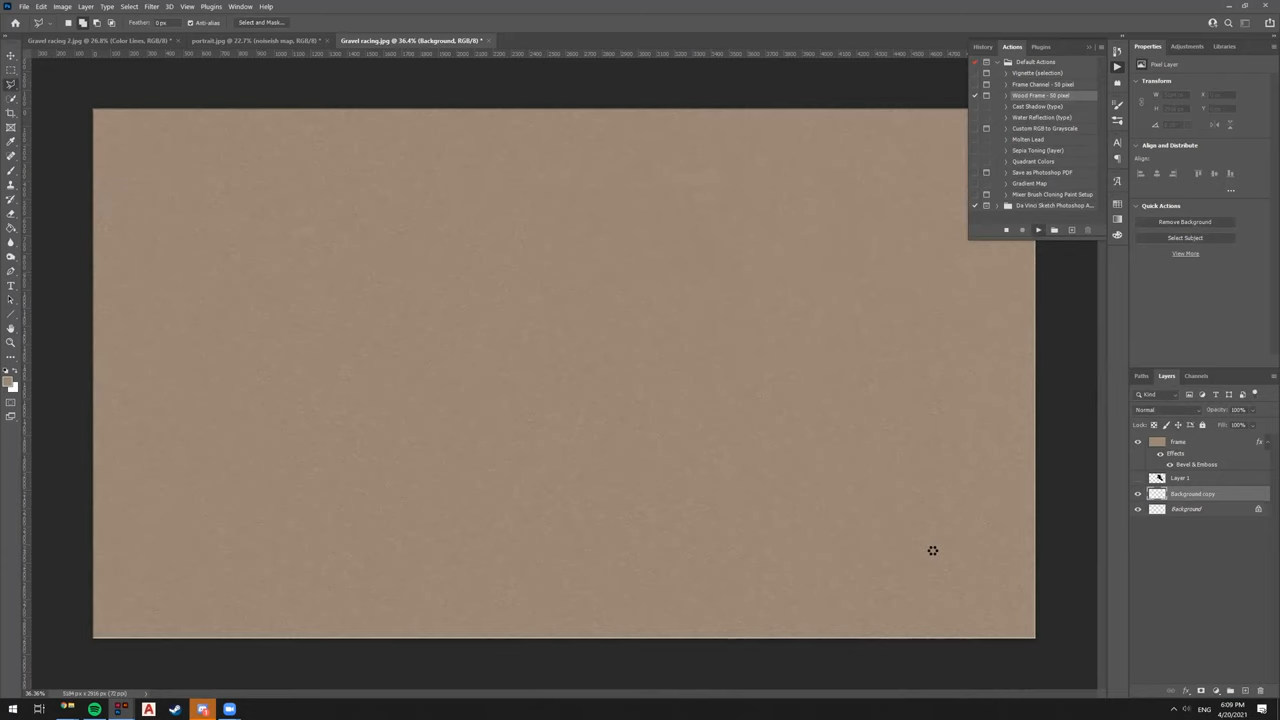 File Edit Image Layer Type Select Filter 3D View Plugins Window Help
Feather: 0 px Anti-alias Select and Mask...
Gravel racing 2.jpg @ 26.8% (Color Lines, RGB/8) * × portrait.jpg @ 22.7% (noiseish map, RGB/8) * × Gravel racing.jpg @ 36.4% (Background, RGB/8) * ×
History Actions Plugins
Properties Adjustments Libraries
Default Actions
Pixel Layer
Vignette (selection)
Transform
Frame Channel - 50 pixel
Wood Frame - 50 pixel
Cast Shadow (type)
Water Reflection (type)
Custom RGB to Grayscale
Molten Lead
Align and Distribute
Sepia Toning (layer)
Align:
Quadrant Colors
Save as Photoshop PDF
Gradient Map
Mixer Brush Cloning Paint Setup
Da Vinci Sketch Photoshop A...
Quick Actions
Remove Background
Select Subject
View More
Paths Layers Channels
Kind
Normal Opacity: 100%
Lock: Fill: 100%
frame fx
Effects
Bevel & Emboss
Layer 1
Background copy
Background
36.36%
6:09 PM
ENG
4/20/2021